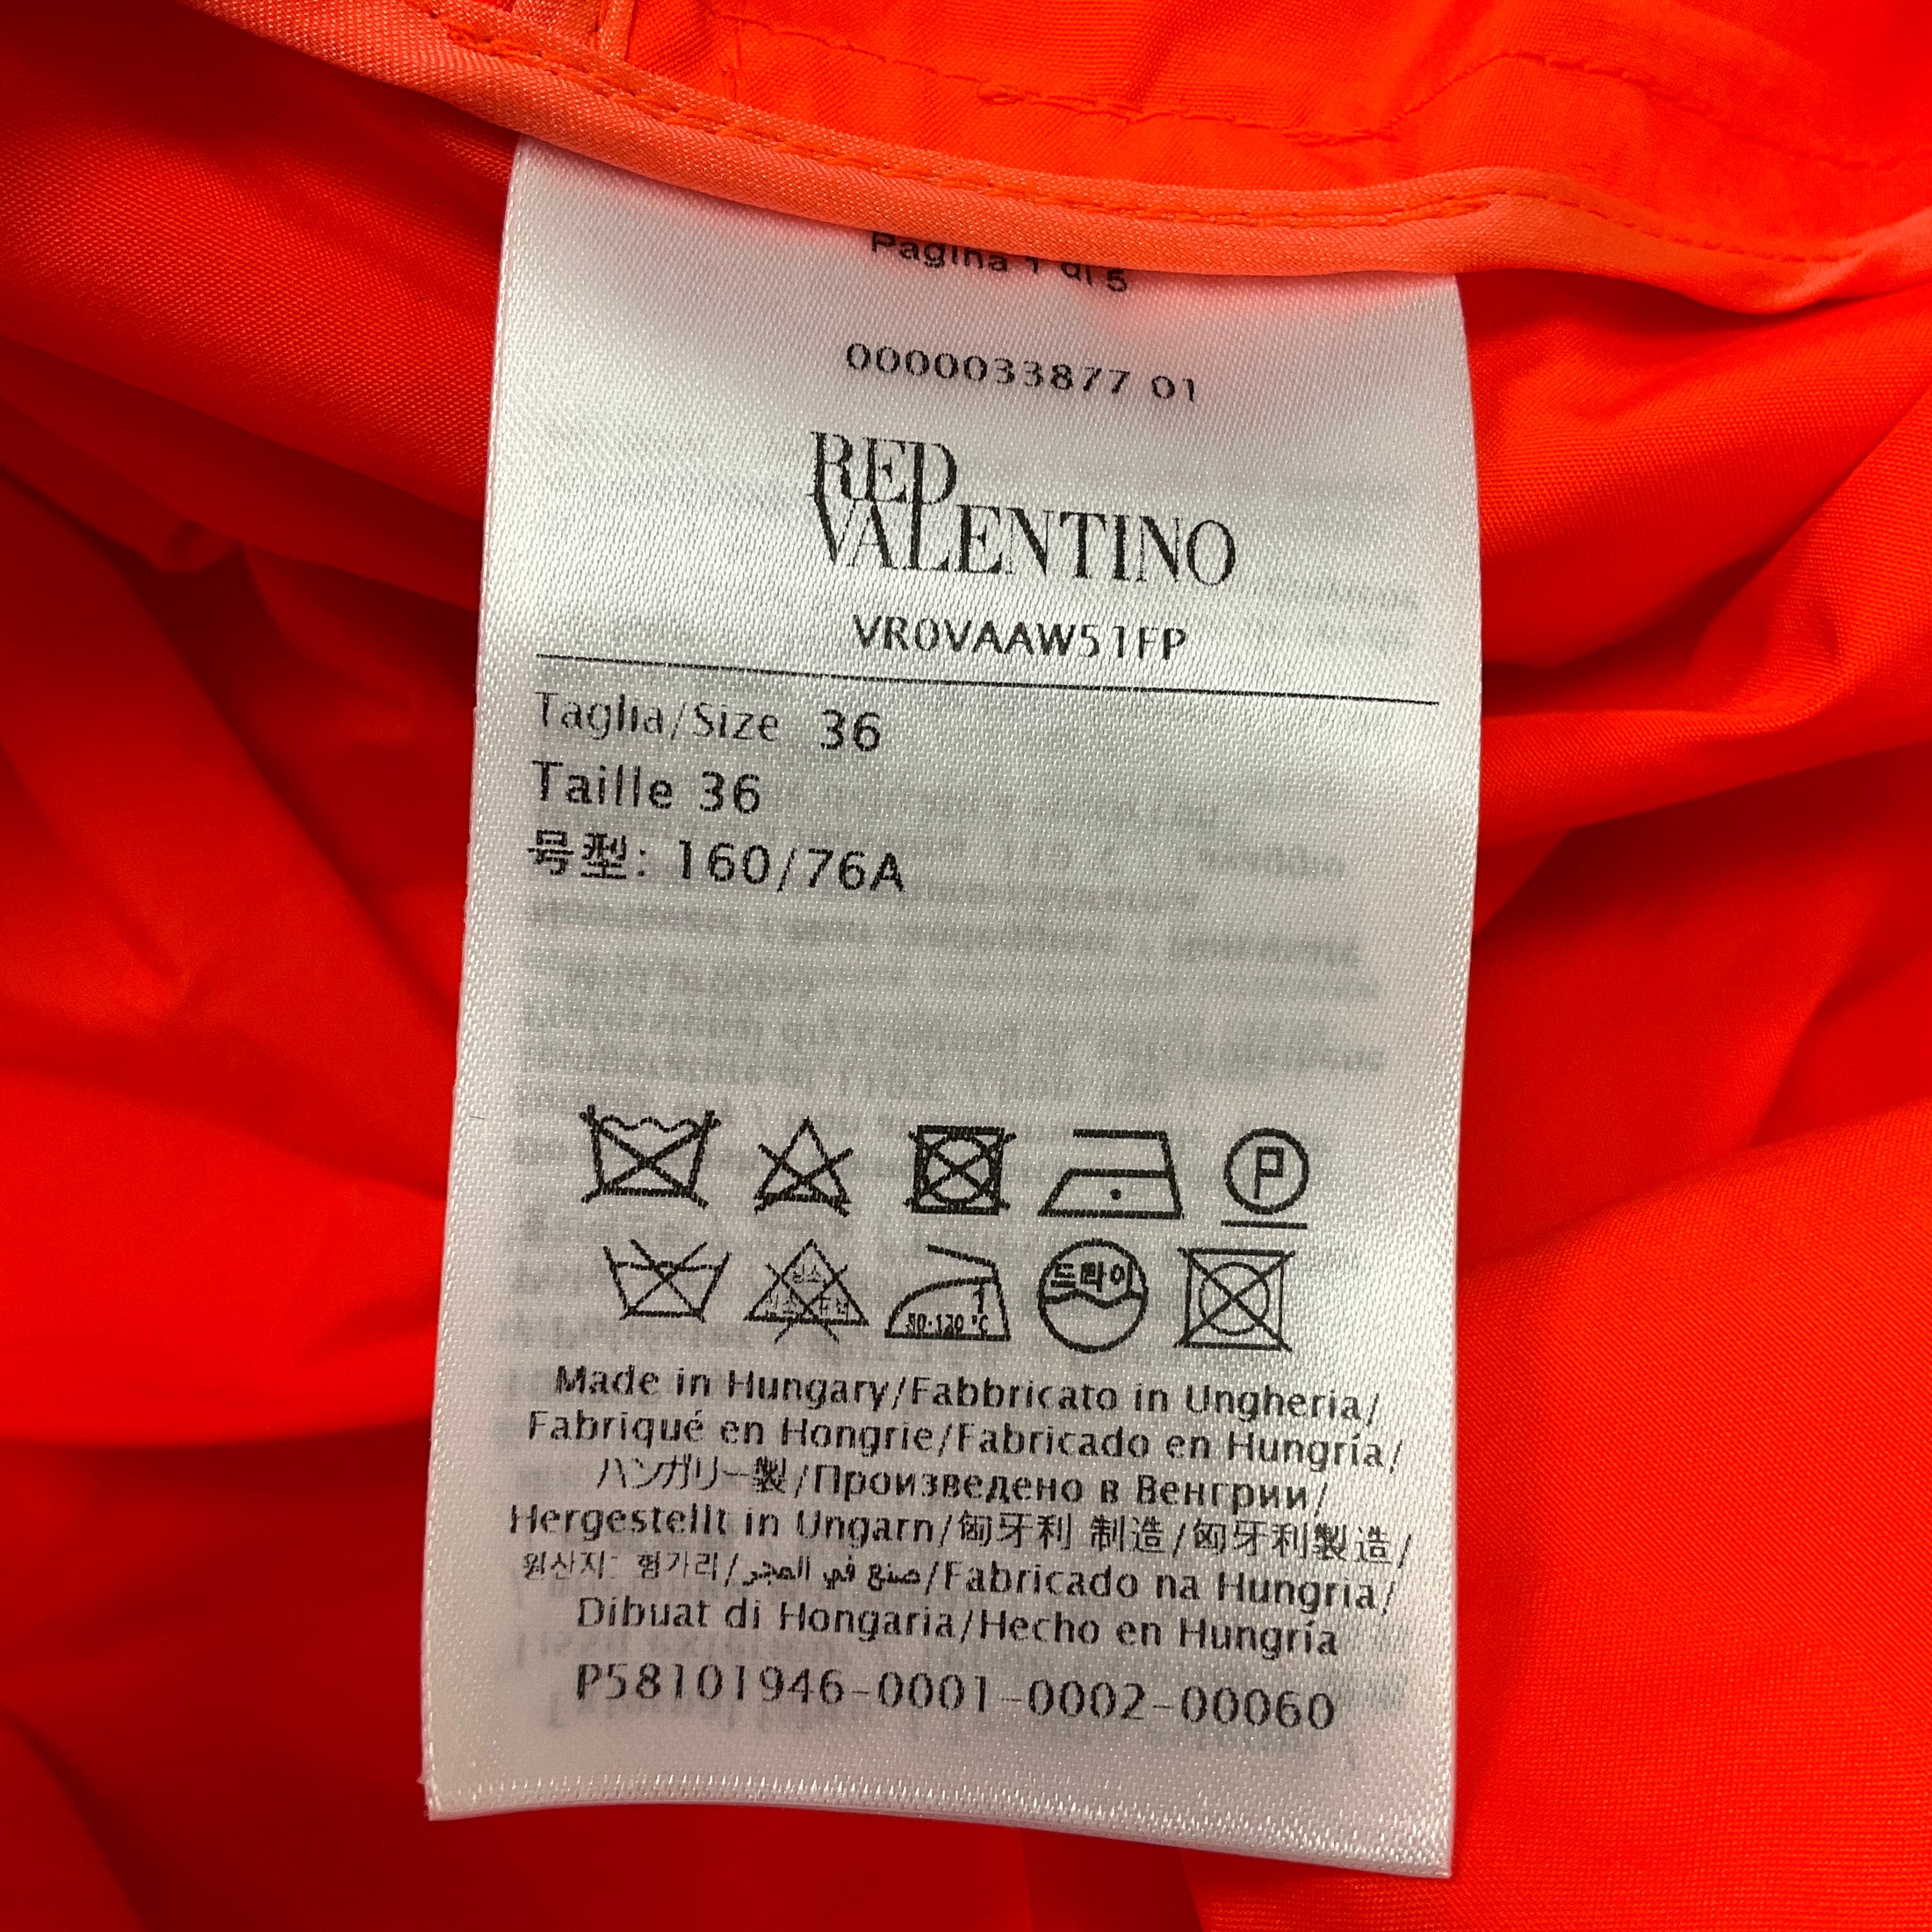 Pagina 1 di 5
0000033877 01
RED
VALENTINO
VR0VAAW51FP
Taglia/Size 36
Taille 36
号型: 160/76A
P
드라이
1
80-120 °C
Made in Hungary/Fabbricato in Ungheria/
Fabriqué en Hongrie/Fabricado en Hungría/
ハンガリー製/Произведено в Венгрии/
Hergestellt in Ungarn/匈牙利 制造/匈牙利製造/
원산지: 헝가리/صنع في المجر/Fabricado na Hungria/
Dibuat di Hongaria/Hecho en Hungría
P58101946-0001-0002-00060